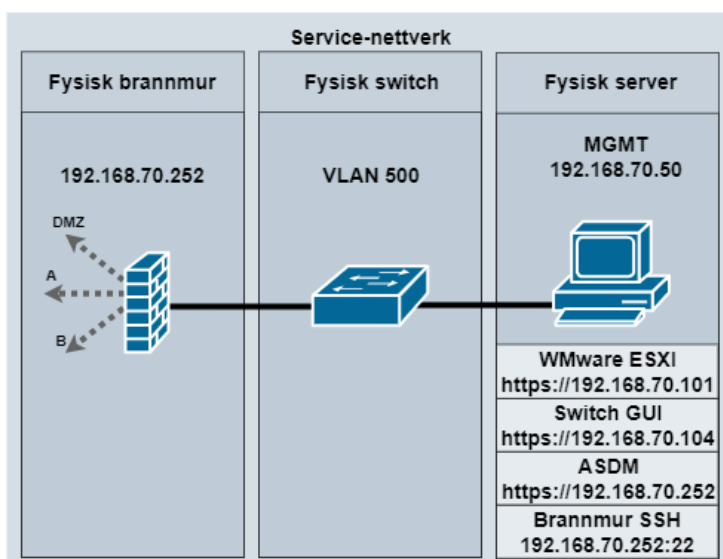 Service-nettverk
Fysisk brannmur
Fysisk switch
Fysisk server
192.168.70.252
DMZ
A
B
VLAN 500
MGMT
192.168.70.50
WMware ESXI
https://192.168.70.101
Switch GUI
https://192.168.70.104
ASDM
https://192.168.70.252
Brannmur SSH
192.168.70.252:22